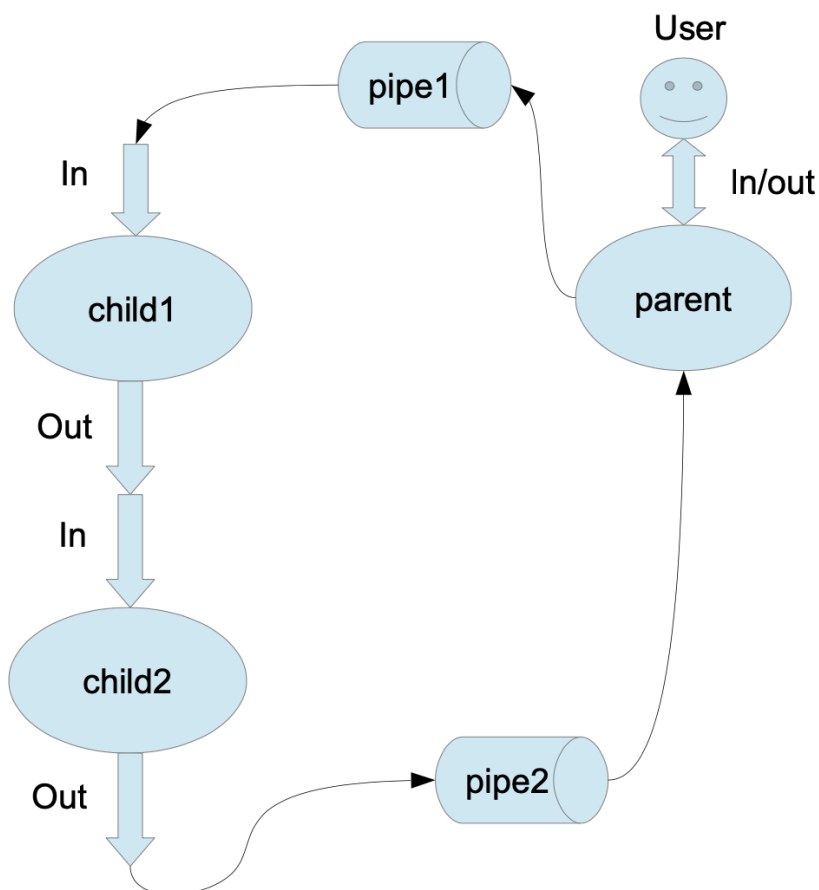 User
pipe1
In
In/out
child1
parent
Out
In
child2
pipe2
Out